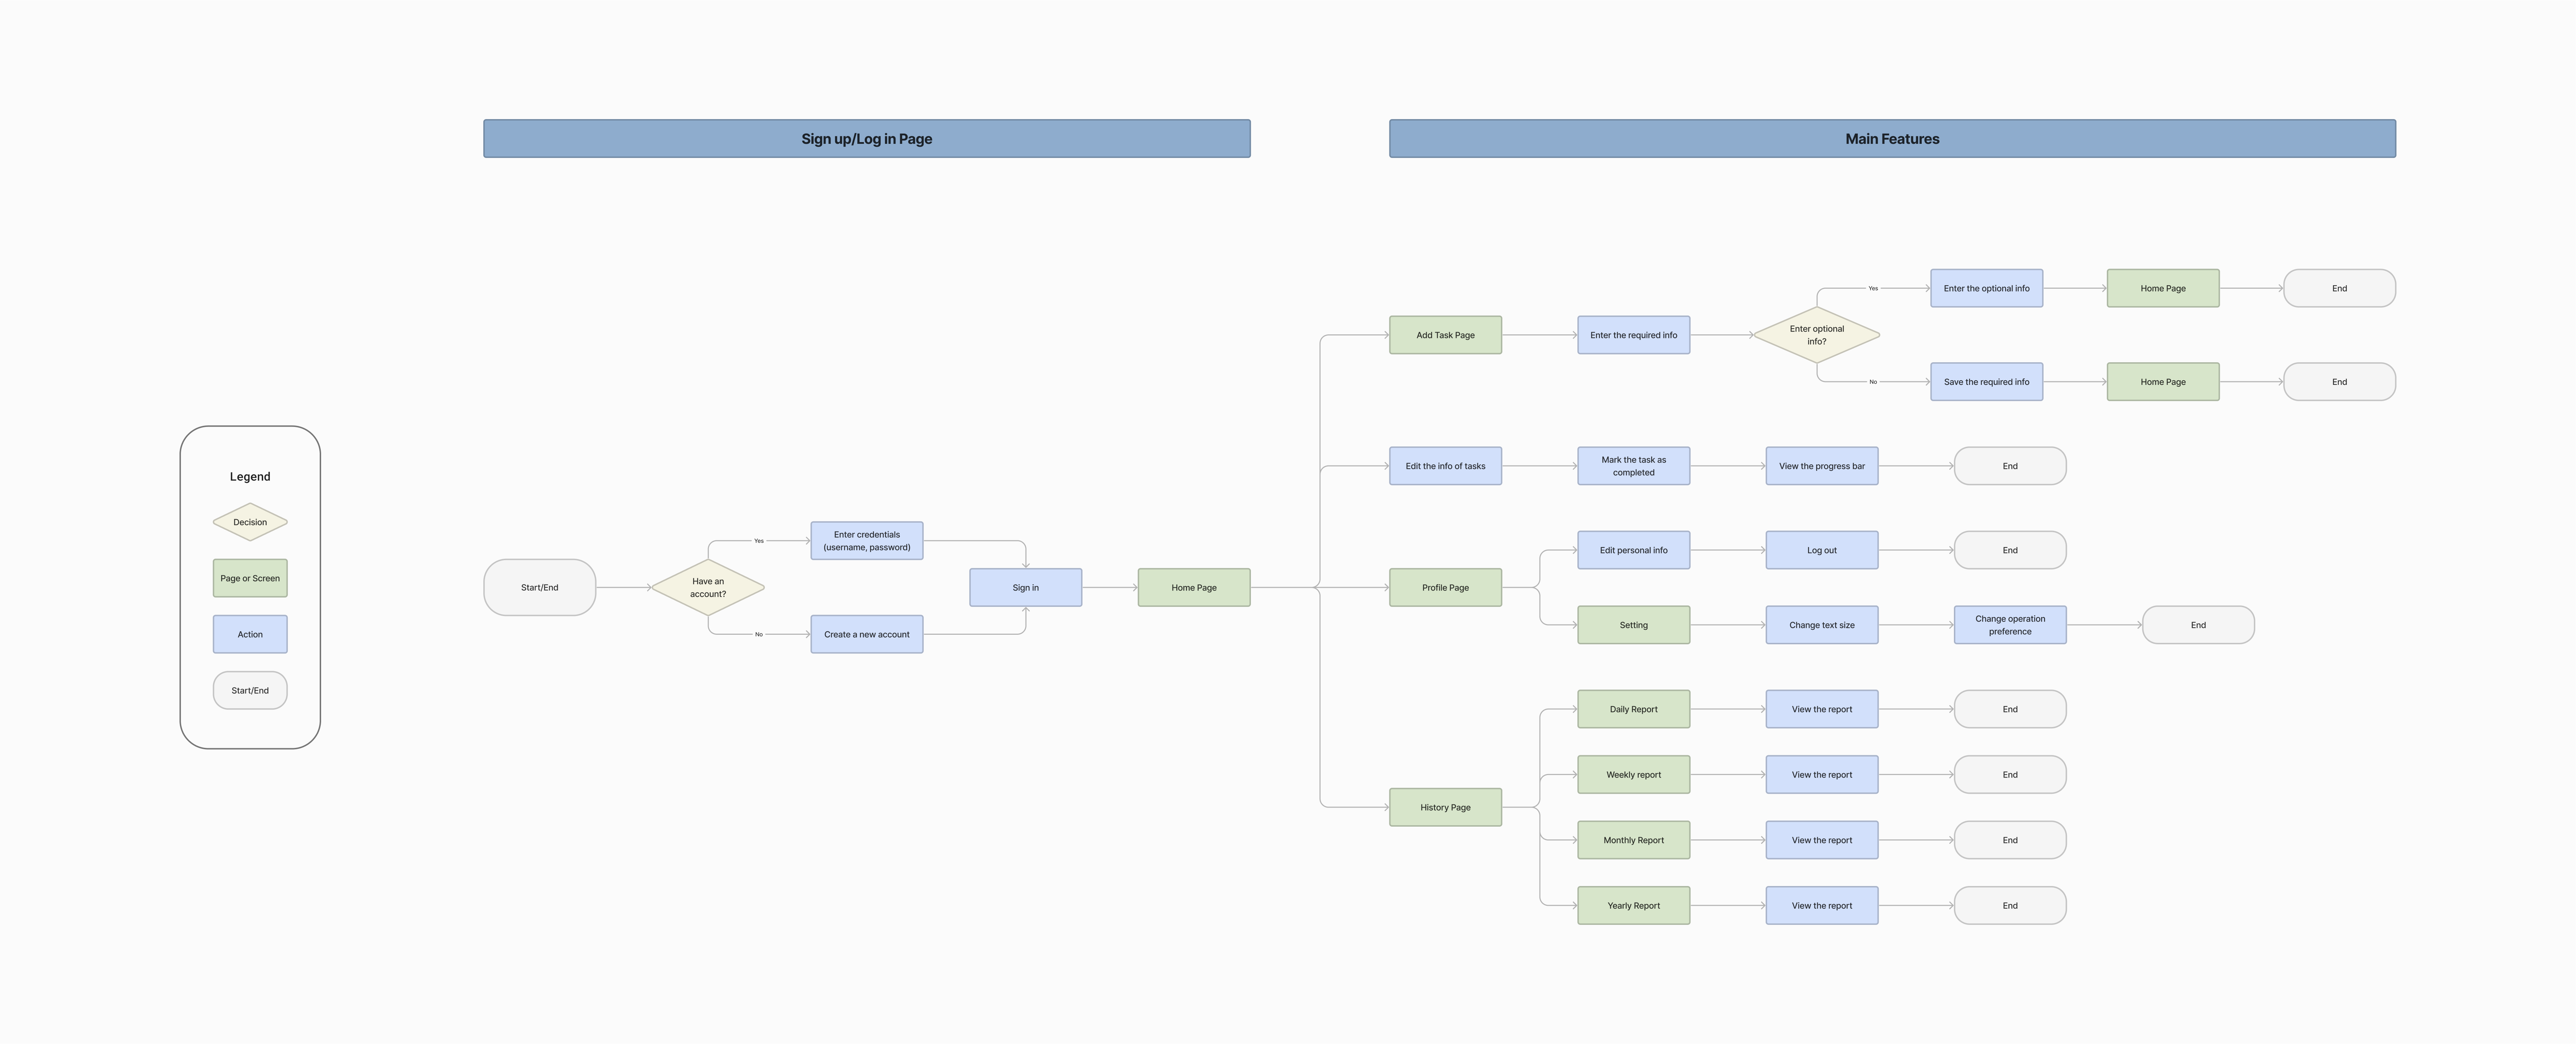 Sign up/Log in Page
Main Features
Legend
Decision
Page or Screen
Action
Start/End
Start/End
Have an
account?
Yes
Enter credentials
(username, password)
No
Create a new account
Sign in
Home Page
Add Task Page
Enter the required info
Enter optional
info?
Yes
Enter the optional info
Home Page
End
No
Save the required info
Home Page
End
Edit the info of tasks
Mark the task as
completed
View the progress bar
End
Profile Page
Edit personal info
Log out
End
Setting
Change text size
Change operation
preference
End
History Page
Daily Report
View the report
End
Weekly report
View the report
End
Monthly Report
View the report
End
Yearly Report
View the report
End